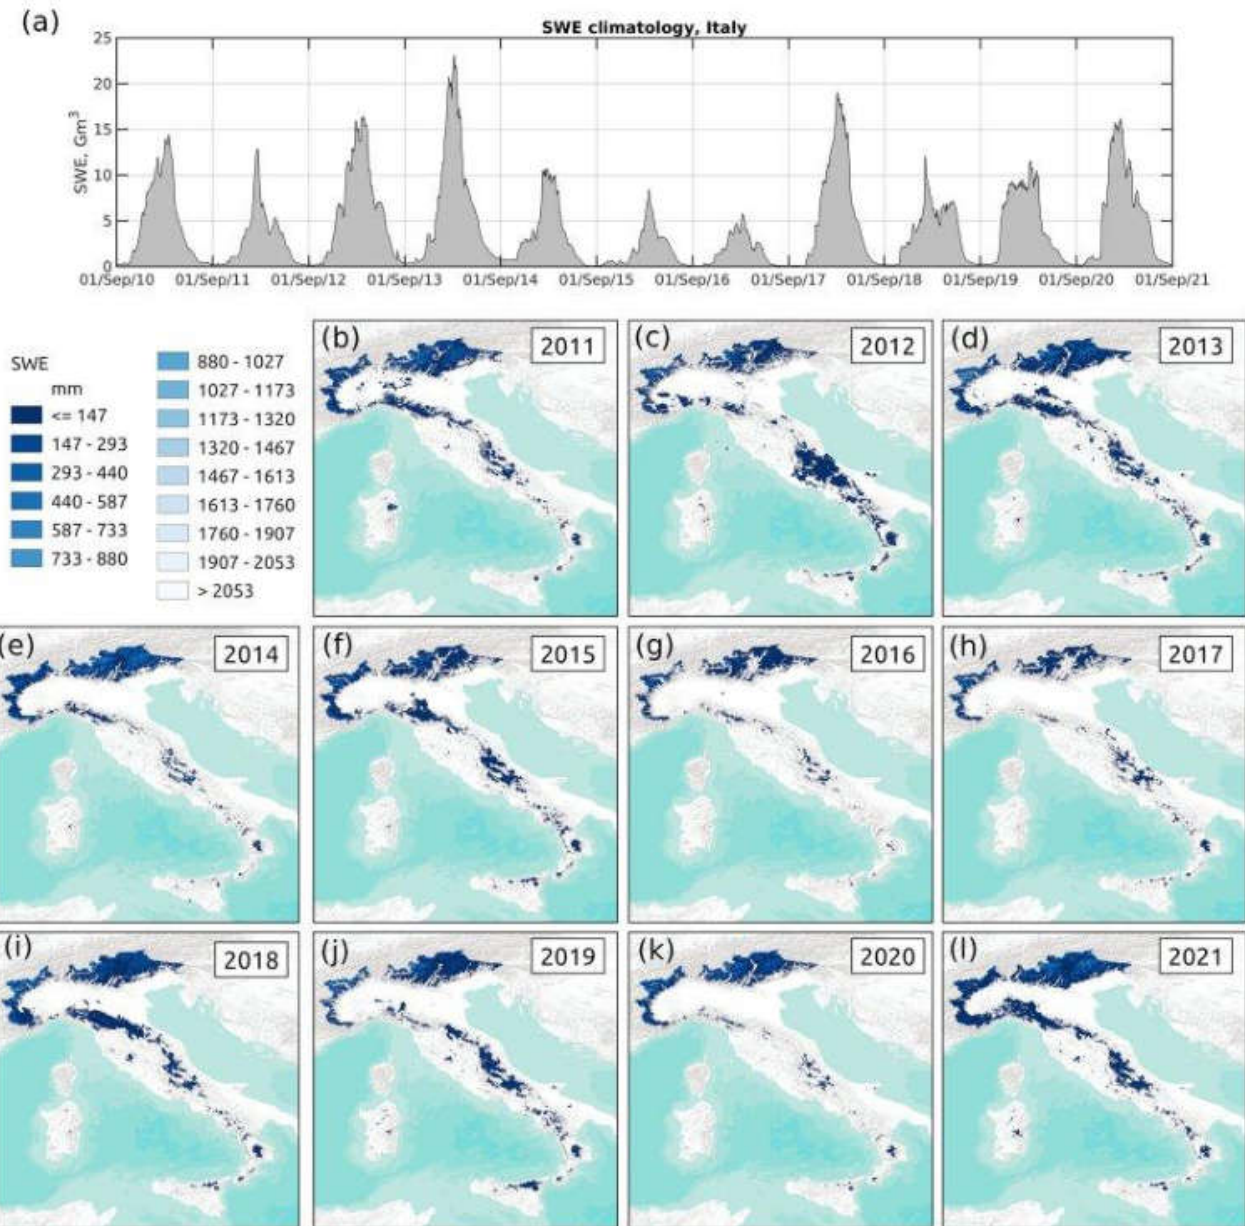 (a)
SWE climatology, Italy
25
20
15
10
5
0
SWE, Gm³
01/Sep/10 01/Sep/11 01/Sep/12 01/Sep/13 01/Sep/14 01/Sep/15 01/Sep/16 01/Sep/17 01/Sep/18 01/Sep/19 01/Sep/20 01/Sep/21
SWE
mm
<= 147
147 - 293
293 - 440
440 - 587
587 - 733
733 - 880
880 - 1027
1027 - 1173
1173 - 1320
1320 - 1467
1467 - 1613
1613 - 1760
1760 - 1907
1907 - 2053
> 2053
(b) 2011
(c) 2012
(d) 2013
(e) 2014
(f) 2015
(g) 2016
(h) 2017
(i) 2018
(j) 2019
(k) 2020
(l) 2021